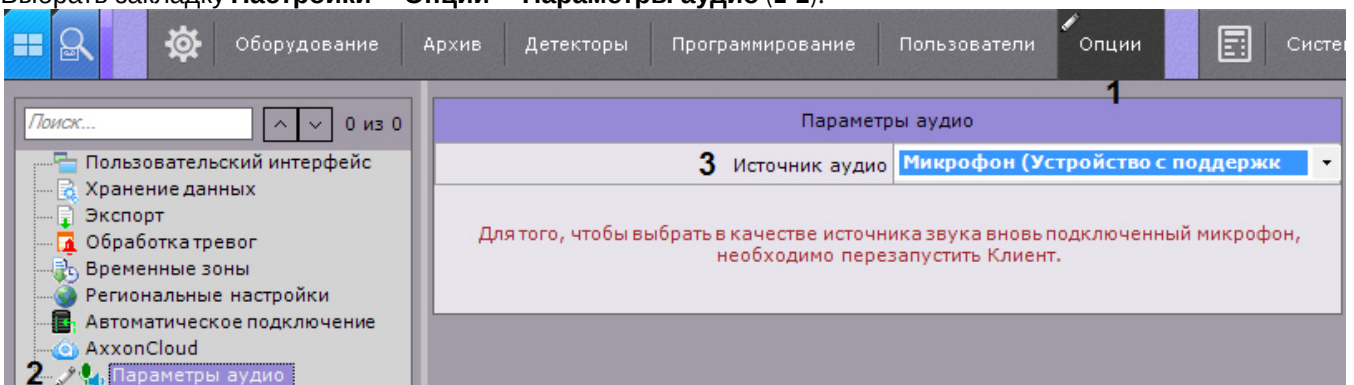 Выбрать закладку Настройки -> Опции -> Параметры аудио (1-2).
Оборудование Архив Детекторы Программирование Пользователи Опции Систе
1
Поиск... 0 из 0
Параметры аудио
3 Источник аудио Микрофон (Устройство с поддержк
Пользовательский интерфейс
Хранение данных
Экспорт
Обработка тревог
Временные зоны
Региональные настройки
Автоматическое подключение
AxxonCloud
2 Параметры аудио
Для того, чтобы выбрать в качестве источника звука вновь подключенный микрофон,
необходимо перезапустить Клиент.